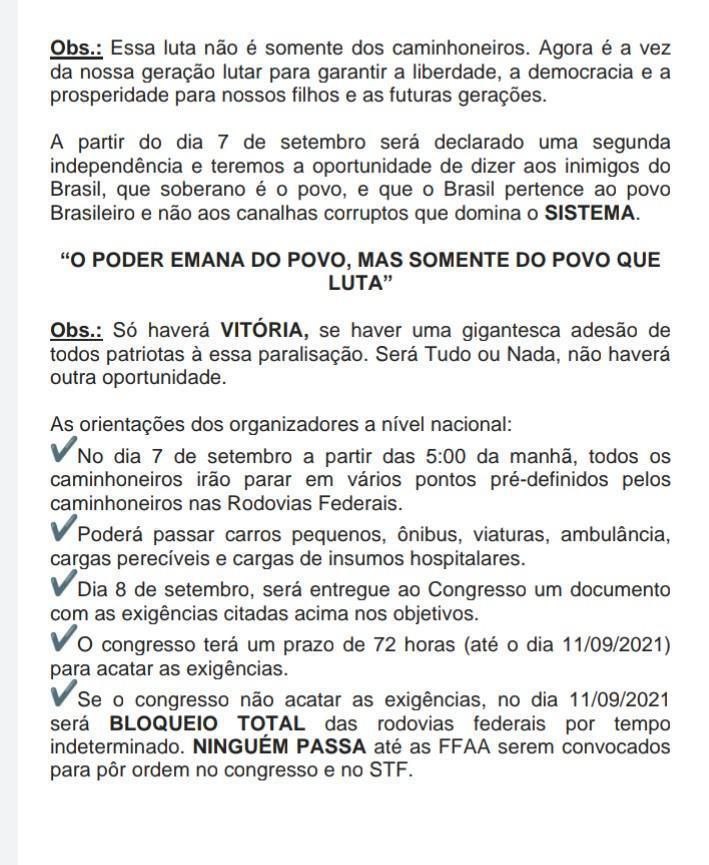 Obs.: Essa luta não é somente dos caminhoneiros. Agora é a vez
da nossa geração lutar para garantir a liberdade, a democracia e a
prosperidade para nossos filhos e as futuras gerações.
A partir do dia 7 de setembro será declarado uma segunda
independência e teremos a oportunidade de dizer aos inimigos do
Brasil, que soberano é o povo, e que o Brasil pertence ao povo
Brasileiro e não aos canalhas corruptos que domina o SISTEMA.
“O PODER EMANA DO POVO, MAS SOMENTE DO POVO QUE
LUTA”
Obs.: Só haverá VITÓRIA, se haver uma gigantesca adesão de
todos patriotas à essa paralisação. Será Tudo ou Nada, não haverá
outra oportunidade.
As orientações dos organizadores a nível nacional:
✔No dia 7 de setembro a partir das 5:00 da manhã, todos os
caminhoneiros irão parar em vários pontos pré-definidos pelos
caminhoneiros nas Rodovias Federais.
✔Poderá passar carros pequenos, ônibus, viaturas, ambulância,
cargas perecíveis e cargas de insumos hospitalares.
✔Dia 8 de setembro, será entregue ao Congresso um documento
com as exigências citadas acima nos objetivos.
✔O congresso terá um prazo de 72 horas (até o dia 11/09/2021)
para acatar as exigências.
✔Se o congresso não acatar as exigências, no dia 11/09/2021
será BLOQUEIO TOTAL das rodovias federais por tempo
indeterminado. NINGUÉM PASSA até as FFAA serem convocados
para pôr ordem no congresso e no STF.